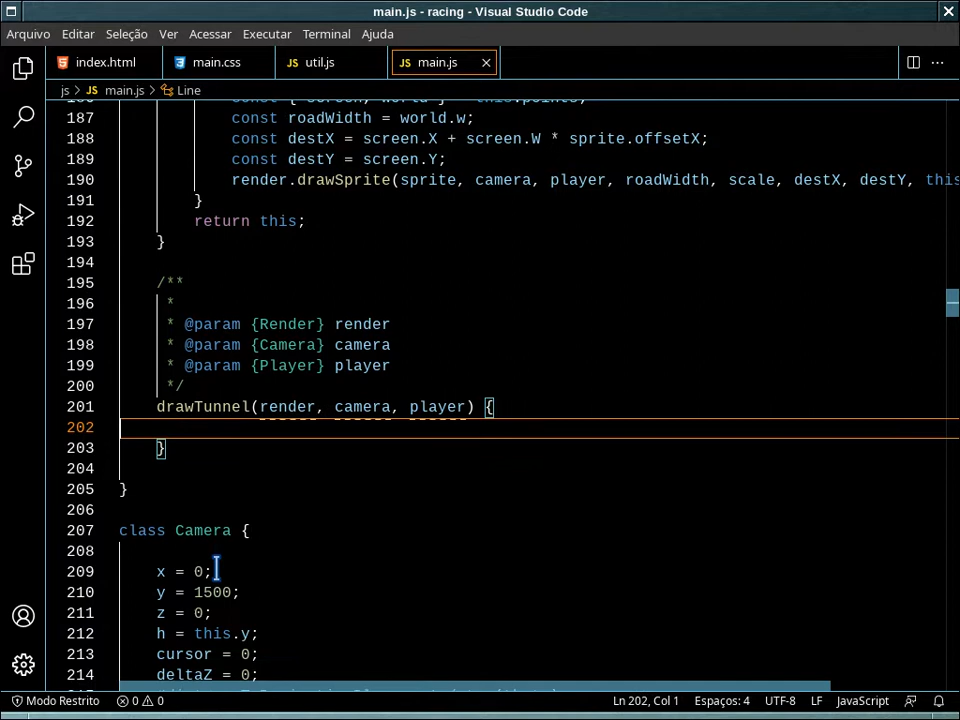 main.js - racing - Visual Studio Code
Arquivo Editar Seleção Ver Acessar Executar Terminal Ajuda
index.html main.css JS util.js JS main.js
js > JS main.js > Line
187 const roadWidth = world.w;
188 const destX = screen.X + screen.W * sprite.offsetX;
189 const destY = screen.Y;
190 render.drawSprite(sprite, camera, player, roadWidth, scale, destX, destY, this
191 }
192 return this;
193 }
194
195 /**
196 *
197 * @param {Render} render
198 * @param {Camera} camera
199 * @param {Player} player
200 */
201 drawTunnel(render, camera, player) {
202
203 }
204
205 }
206
207 class Camera {
208
209 x = 0;
210 y = 1500;
211 z = 0;
212 h = this.y;
213 cursor = 0;
214 deltaZ = 0;
Modo Restrito 0 0 Ln 202, Col 1 Espaços: 4 UTF-8 LF JavaScript